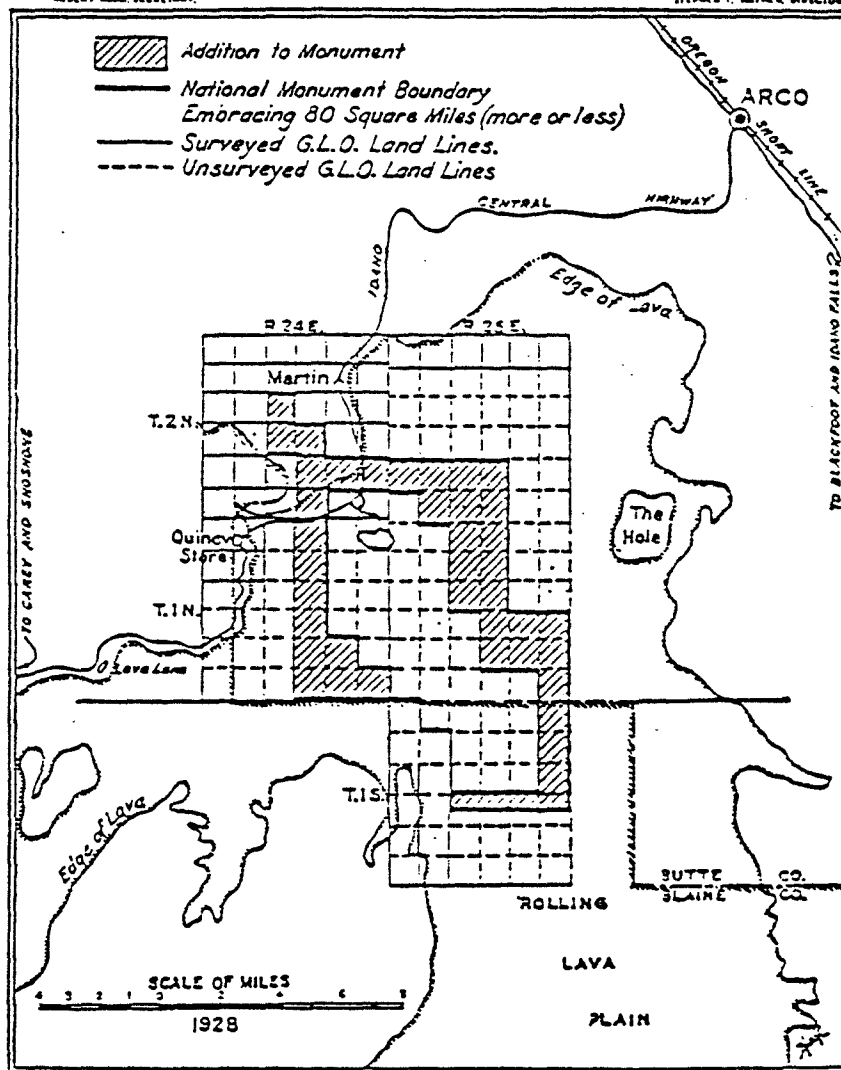 Addition to Monument
National Monument Boundary
Embracing 80 Square Miles (more or less)
Surveyed G.L.O. Land Lines.
Unsurveyed G.L.O. Land Lines
OREGON SHORT LINE
ARCO
CENTRAL HIGHWAY
IDAHO
Edge of Lava
TO BLACKFOOT AND IDAHO FALLS
R.24E.
R.25E.
Martin
T.2N.
TO CAREY AND SHOSHONE
The
Hole
Quincy
Store
T.1N.
Lava Lake
T.1S.
Edge of Lava
BUTTE CO.
BLAINE CO.
ROLLING
LAVA
PLAIN
SCALE OF MILES
4 3 2 1 0 2 4 6 8
1928